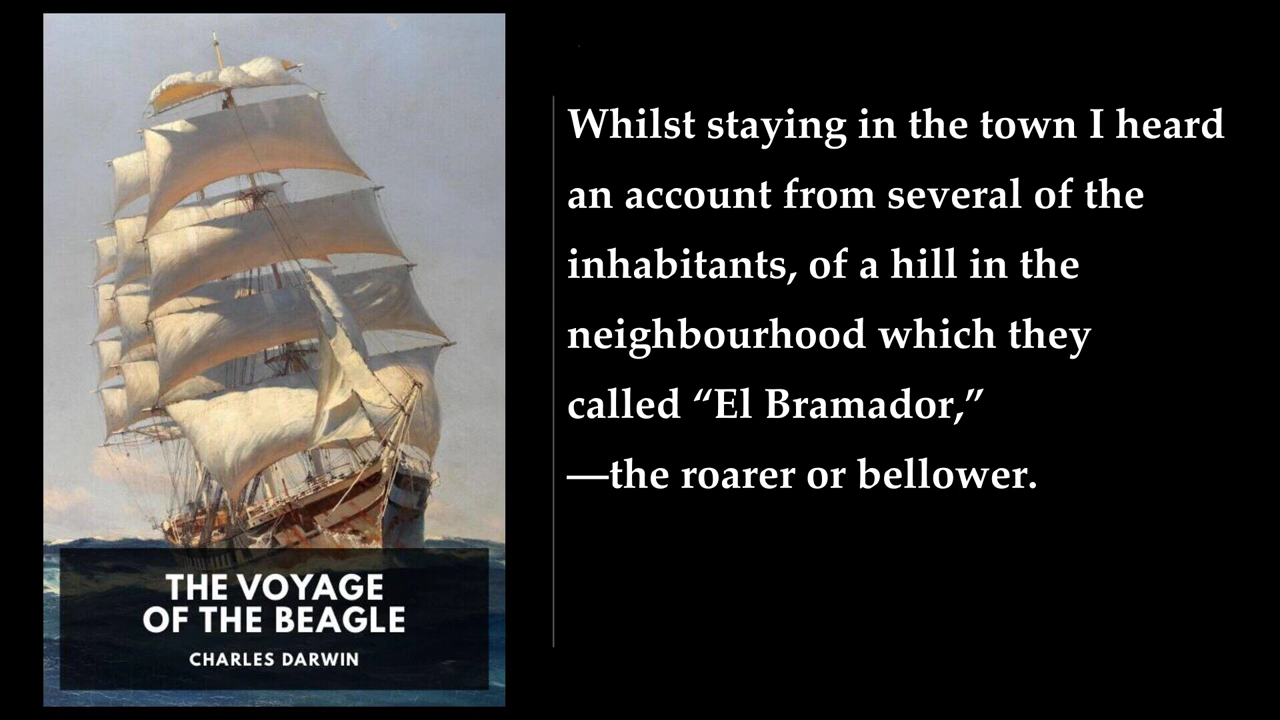 THE VOYAGE
OF THE BEAGLE
CHARLES DARWIN
Whilst staying in the town I heard
an account from several of the
inhabitants, of a hill in the
neighbourhood which they
called “El Bramador,”
—the roarer or bellower.